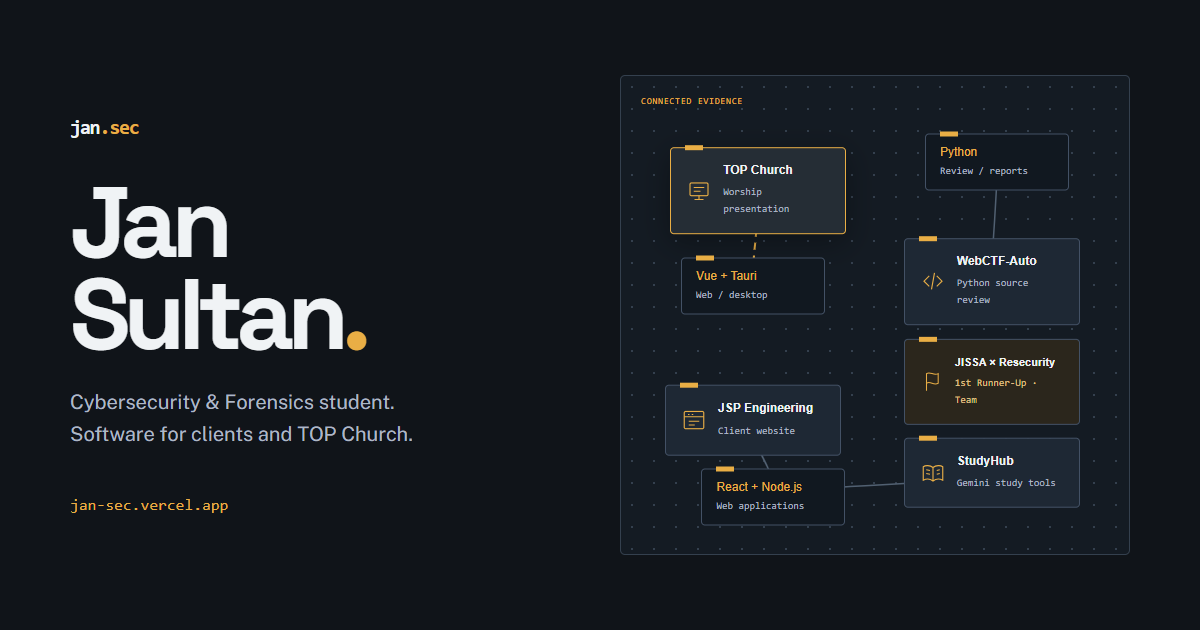 jan.sec
Jan
Sultan.
Cybersecurity & Forensics student.
Software for clients and TOP Church.
jan-sec.vercel.app
CONNECTED EVIDENCE
TOP Church
Worship
presentation
Vue + Tauri
Web / desktop
Python
Review / reports
WebCTF-Auto
Python source
review
JISSA × Resecurity
1st Runner-Up ·
Team
JSP Engineering
Client website
React + Node.js
Web applications
StudyHub
Gemini study tools